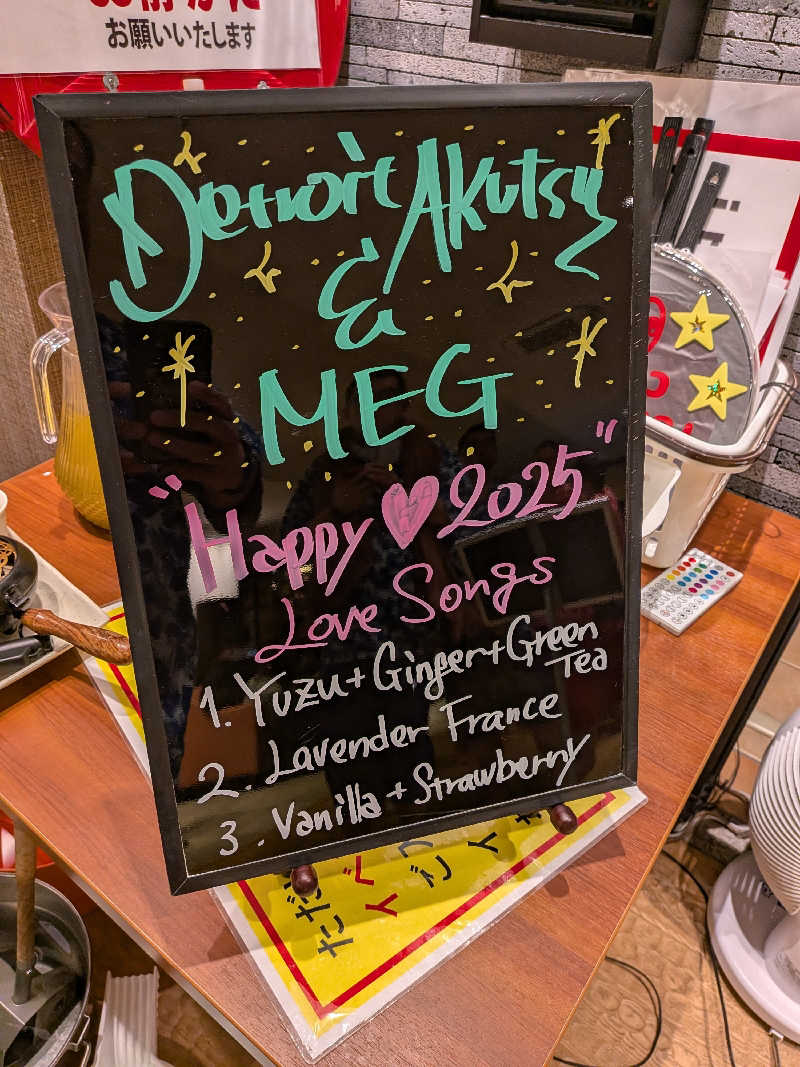 お願いいたします
Detroit Akutsu
&
MEG
"Happy ♥ 2025"
Love Songs
1. Yuzu + Ginger + Green
Tea
2. Lavender France
3. Vanilla + Strawberry